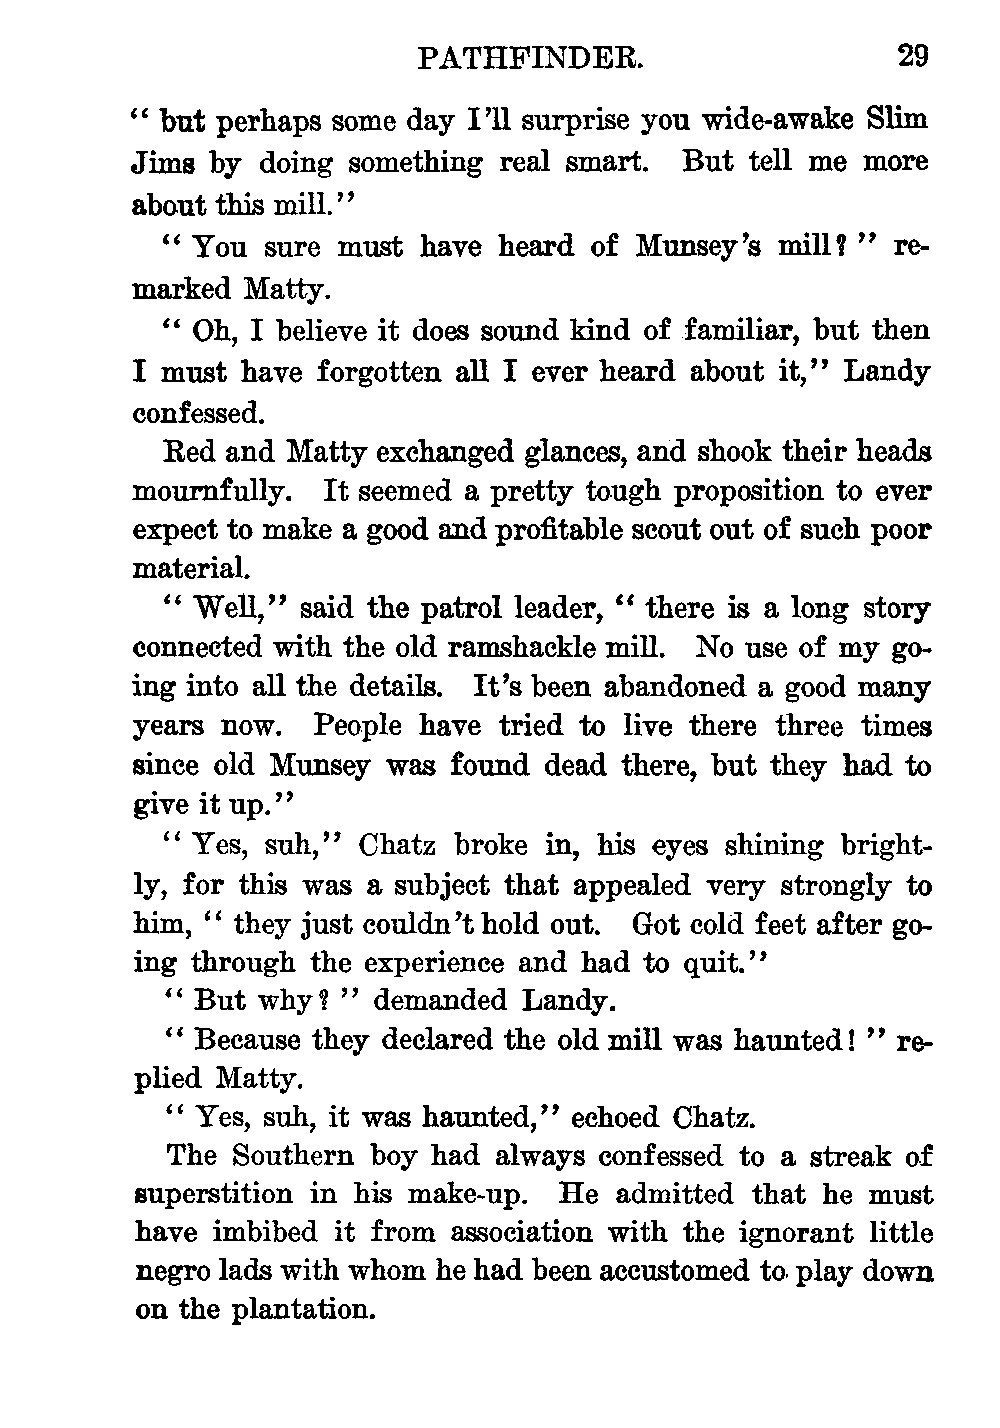 PATHFINDER. 29
“ but perhaps some day I’ll surprise you wide-awake Slim
Jims by doing something real smart. But tell me more
about this mill.”
“ You sure must have heard of Munsey’s mill? ” re-
marked Matty.
“ Oh, I believe it does sound kind of familiar, but then
I must have forgotten all I ever heard about it,” Landy
confessed.
Red and Matty exchanged glances, and shook their heads
mournfully. It seemed a pretty tough proposition to ever
expect to make a good and profitable scout out of such poor
material.
“ Well,” said the patrol leader, “ there is a long story
connected with the old ramshackle mill. No use of my go-
ing into all the details. It’s been abandoned a good many
years now. People have tried to live there three times
since old Munsey was found dead there, but they had to
give it up.”
“ Yes, suh,” Chatz broke in, his eyes shining bright-
ly, for this was a subject that appealed very strongly to
him, “ they just couldn’t hold out. Got cold feet after go-
ing through the experience and had to quit.”
“ But why? ” demanded Landy.
“ Because they declared the old mill was haunted! ” re-
plied Matty.
“ Yes, suh, it was haunted,” echoed Chatz.
The Southern boy had always confessed to a streak of
superstition in his make-up. He admitted that he must
have imbibed it from association with the ignorant little
negro lads with whom he had been accustomed to play down
on the plantation.